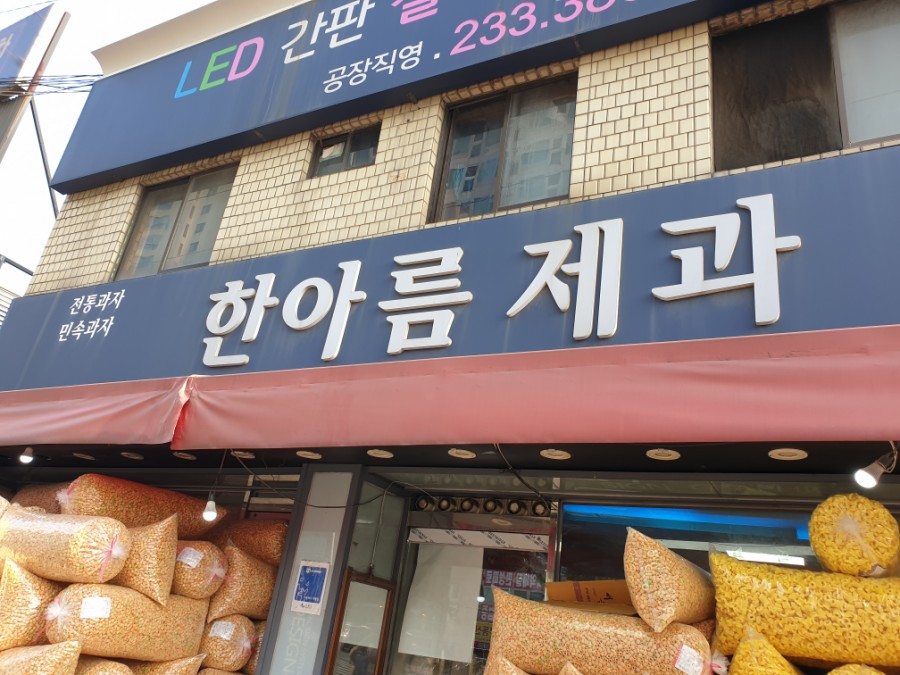 LED 간판
공장직영 . 233.38
한아름 제과
전통과자
민속과자
DESIGN